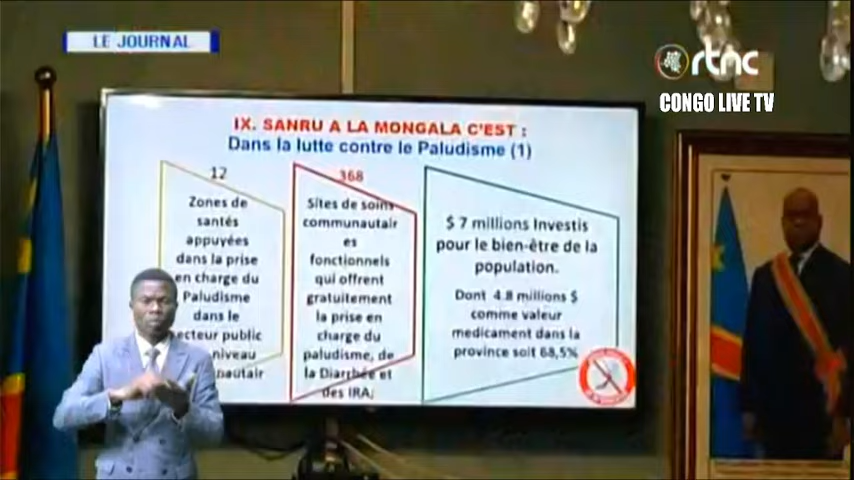 LE JOURNAL
rtnc
CONGO LIVE TV
IX. SANRU A LA MONGALA C'EST :
Dans la lutte contre le Paludisme (1)
12
Zones de
santés
appuyées
dans la prise
en charge du
Paludisme
dans le
ecteur public
niveau
nautair
368
Sites de soins
communautair
es
fonctionnels
qui offrent
gratuitement
la prise en
charge du
paludisme, de
la Diarrhée et
des IRA,
$ 7 millions Investis
pour le bien-être de la
population.
Dont 4.8 millions $
comme valeur
medicament dans la
province soit 68,5%